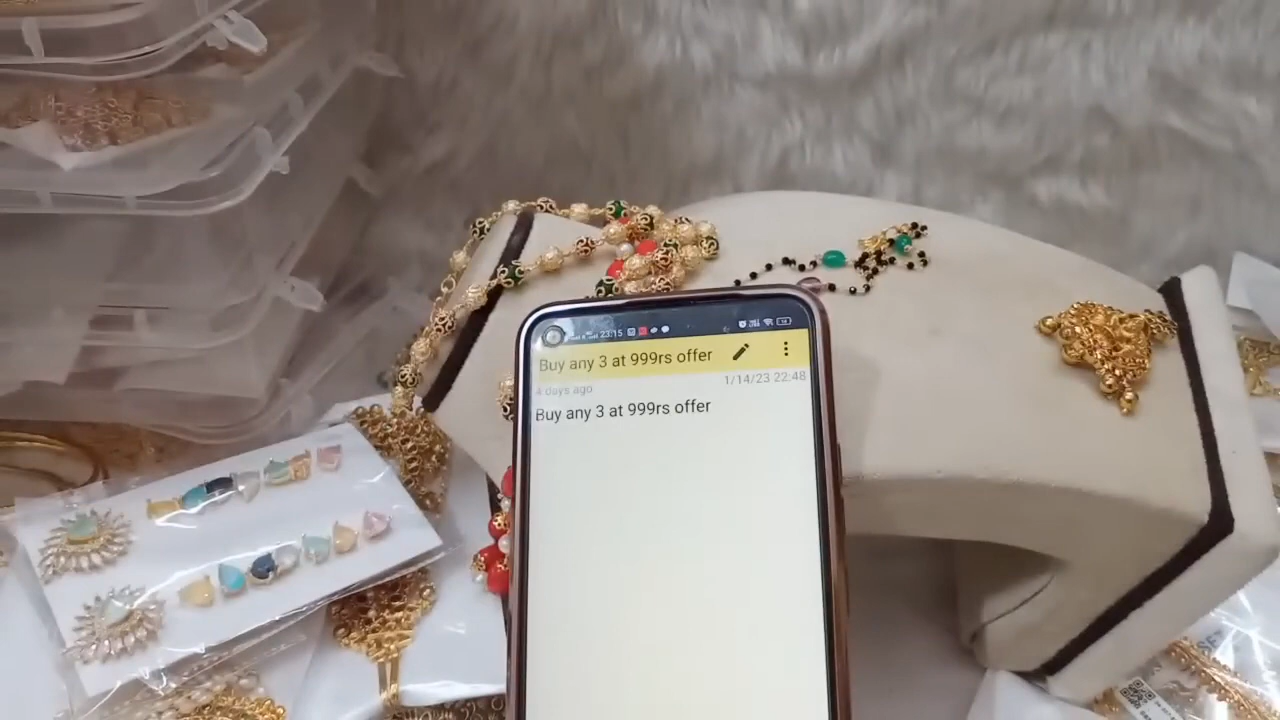 23:15
Buy any 3 at 999rs offer
4 days ago
1/14/23 22:48
Buy any 3 at 999rs offer